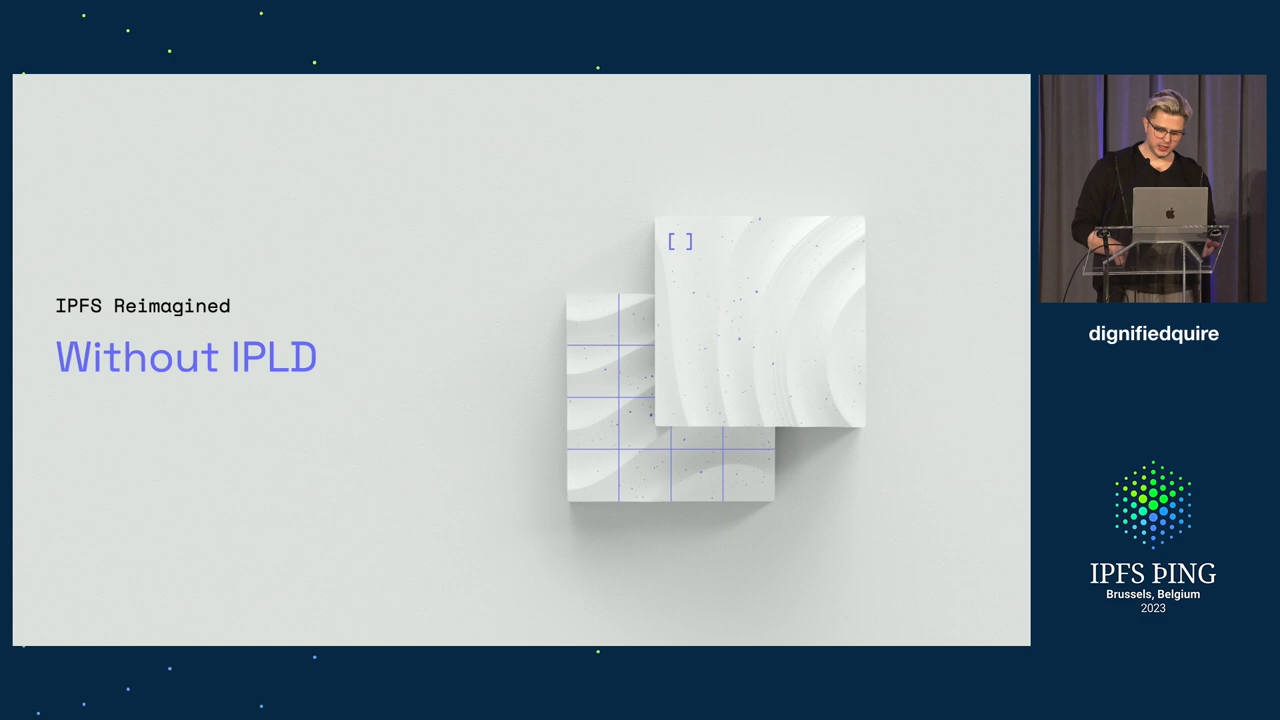 IPFS Reimagined
Without IPLD
[ ]
dignifiedquire
IPFS ÞING
Brussels, Belgium
2023